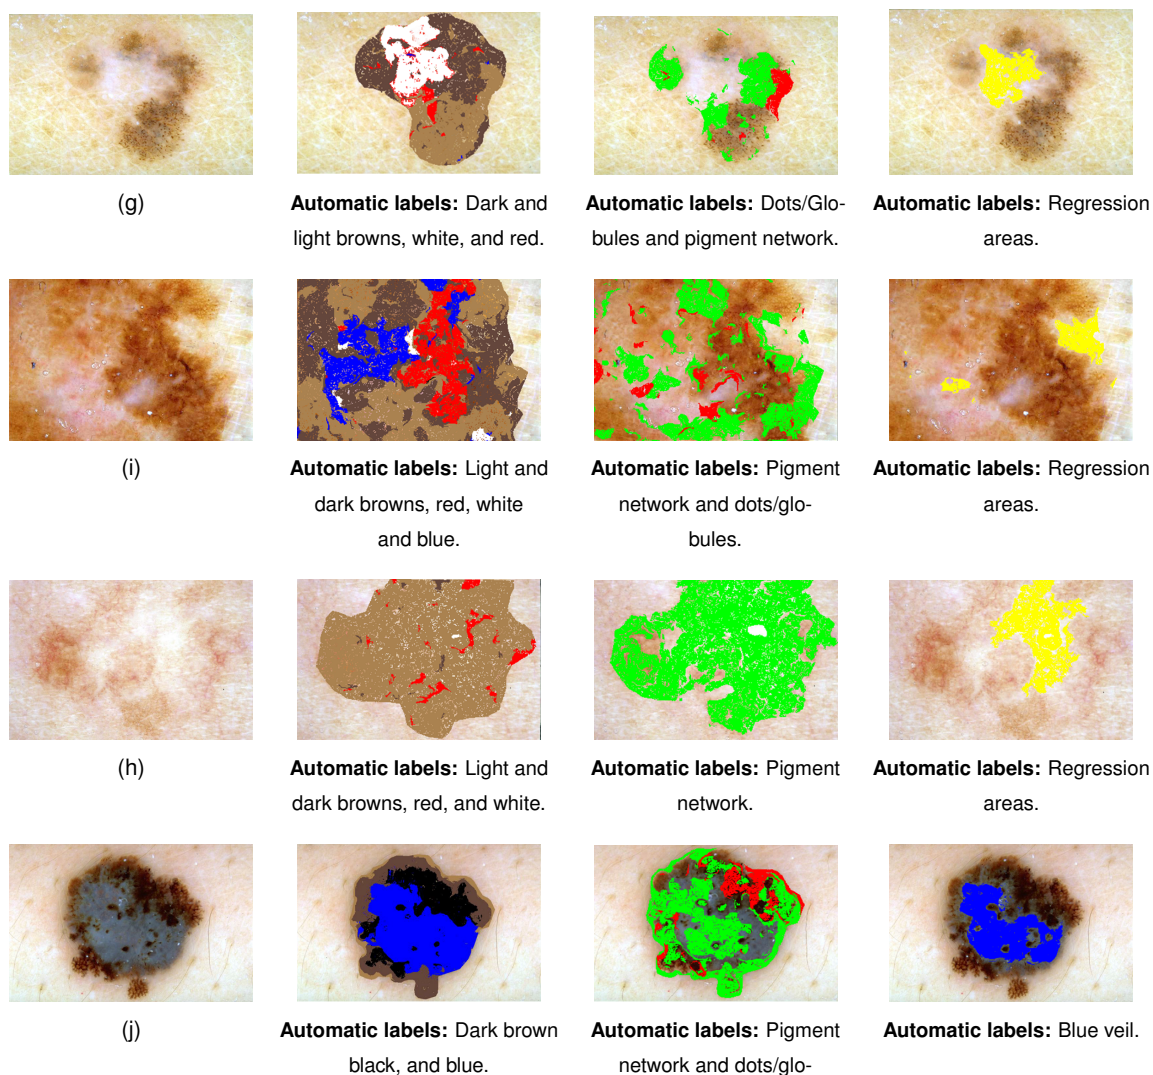 (g)
Automatic labels: Dark and
light browns, white, and red.
Automatic labels: Dots/Glo-
bules and pigment network.
Automatic labels: Regression
areas.
(i)
Automatic labels: Light and
dark browns, red, white
and blue.
Automatic labels: Pigment
network and dots/glo-
bules.
Automatic labels: Regression
areas.
(h)
Automatic labels: Light and
dark browns, red, and white.
Automatic labels: Pigment
network.
Automatic labels: Regression
areas.
(j)
Automatic labels: Dark brown
black, and blue.
Automatic labels: Pigment
network and dots/glo-
Automatic labels: Blue veil.